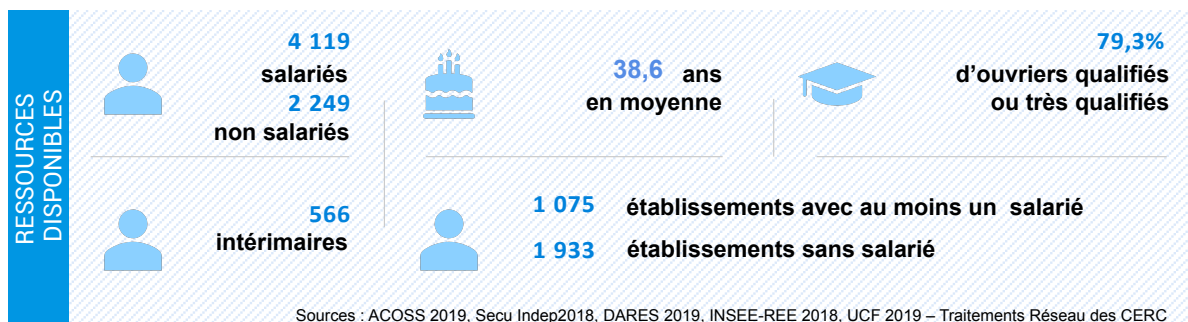 RESSOURCES
DISPONIBLES
4 119
salariés
2 249
non salariés
38,6 ans
en moyenne
79,3%
d'ouvriers qualifiés
ou très qualifiés
566
intérimaires
1 075 établissements avec au moins un salarié
1 933 établissements sans salarié
Sources : ACOSS 2019, Secu Indep2018, DARES 2019, INSEE-REE 2018, UCF 2019 – Traitements Réseau des CERC